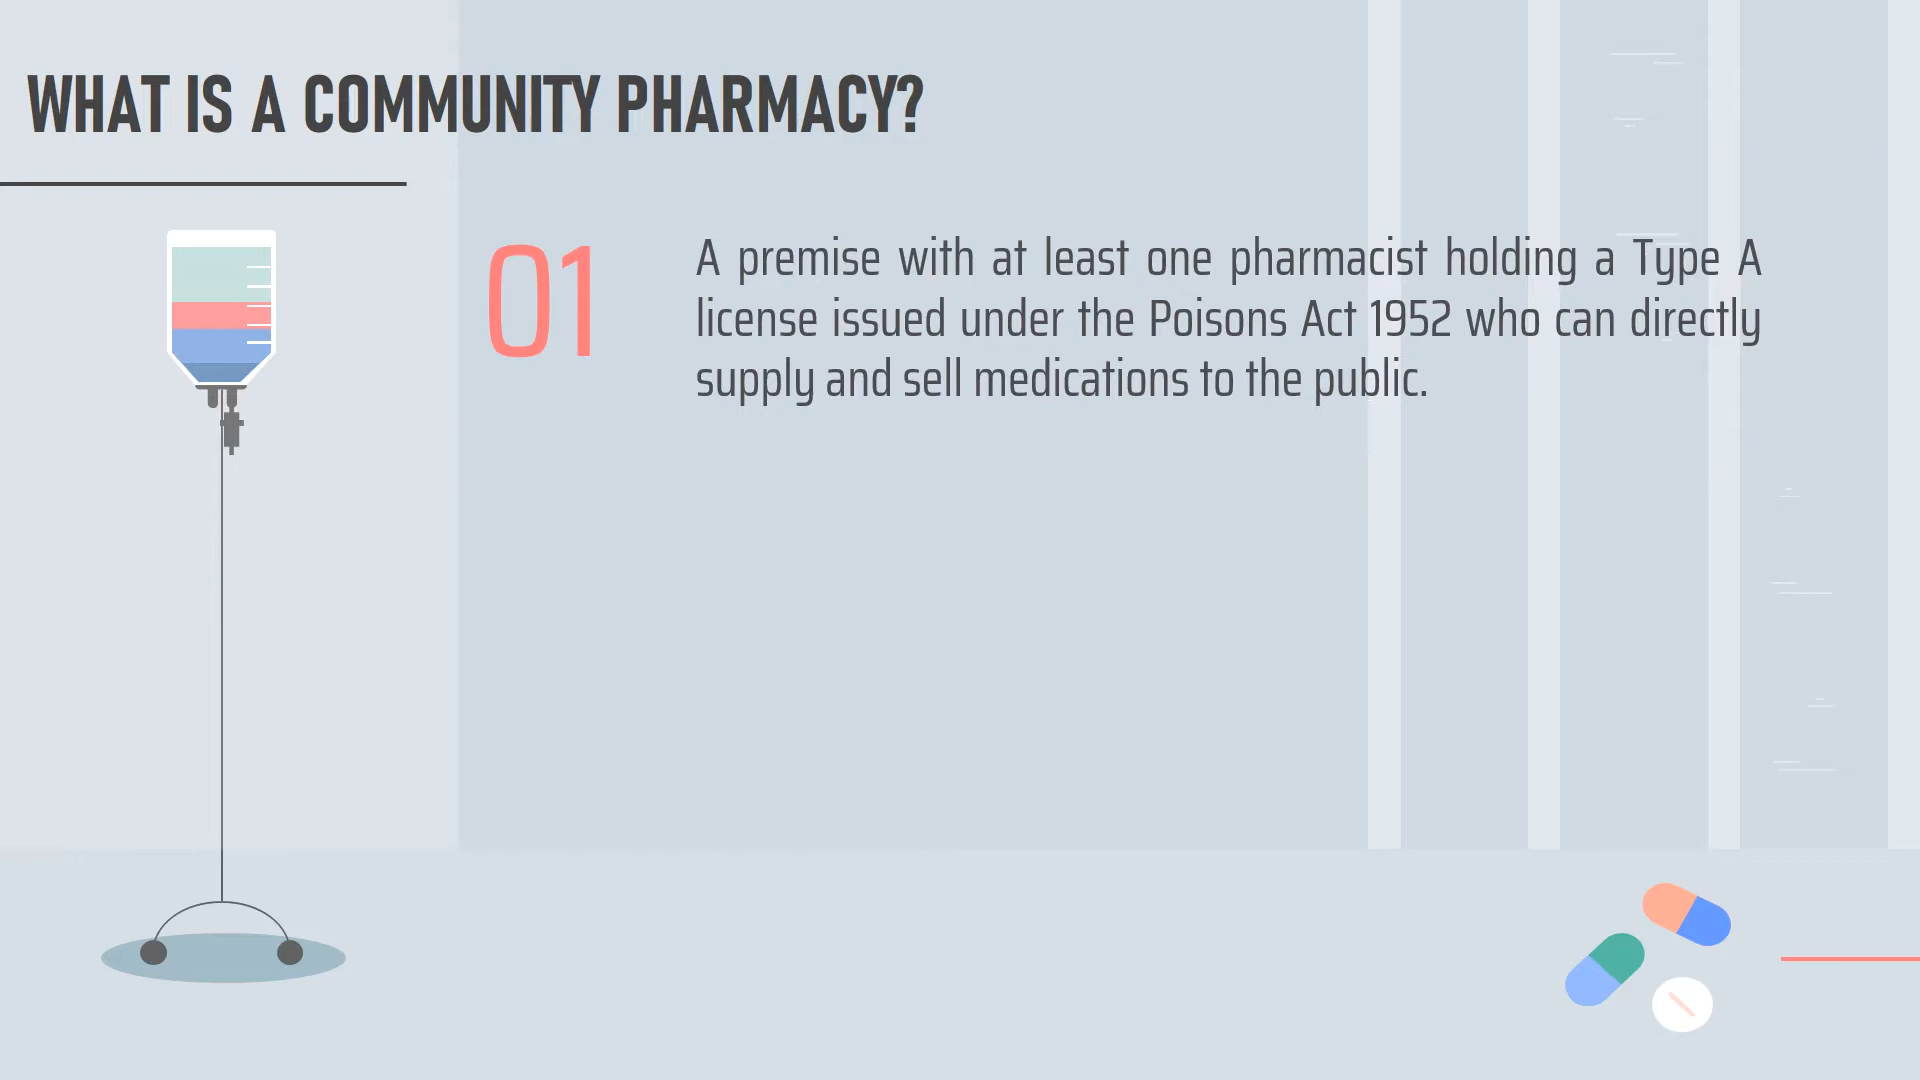 WHAT IS A COMMUNITY PHARMACY?
01
A premise with at least one pharmacist holding a Type A
license issued under the Poisons Act 1952 who can directly
supply and sell medications to the public.